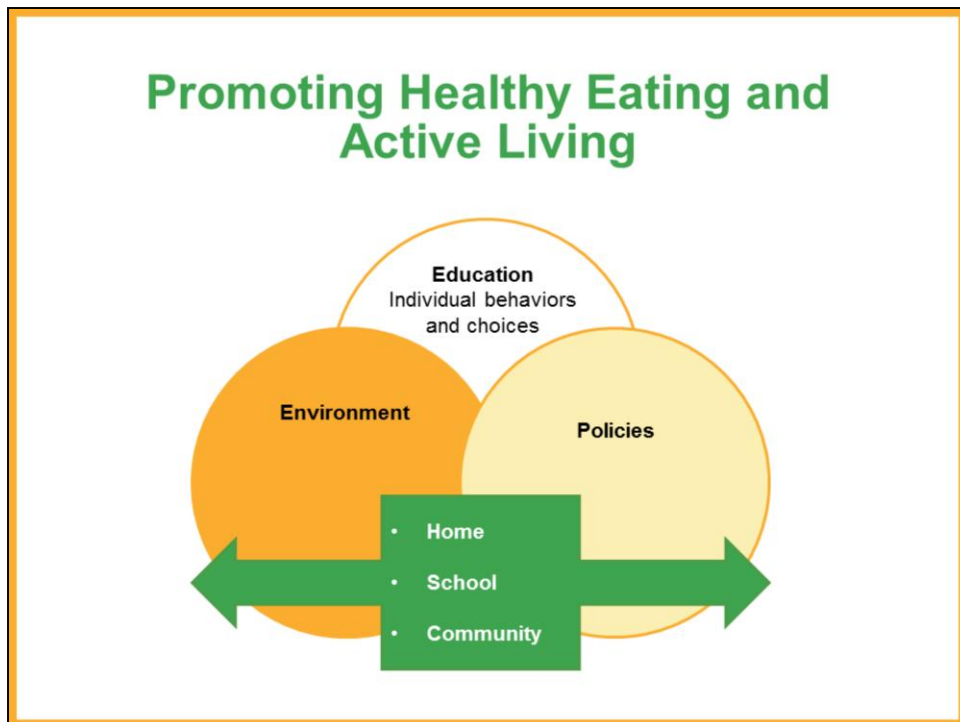 Promoting Healthy Eating and
Active Living
Education
Individual behaviors
and choices
Environment
Policies
• Home
• School
• Community